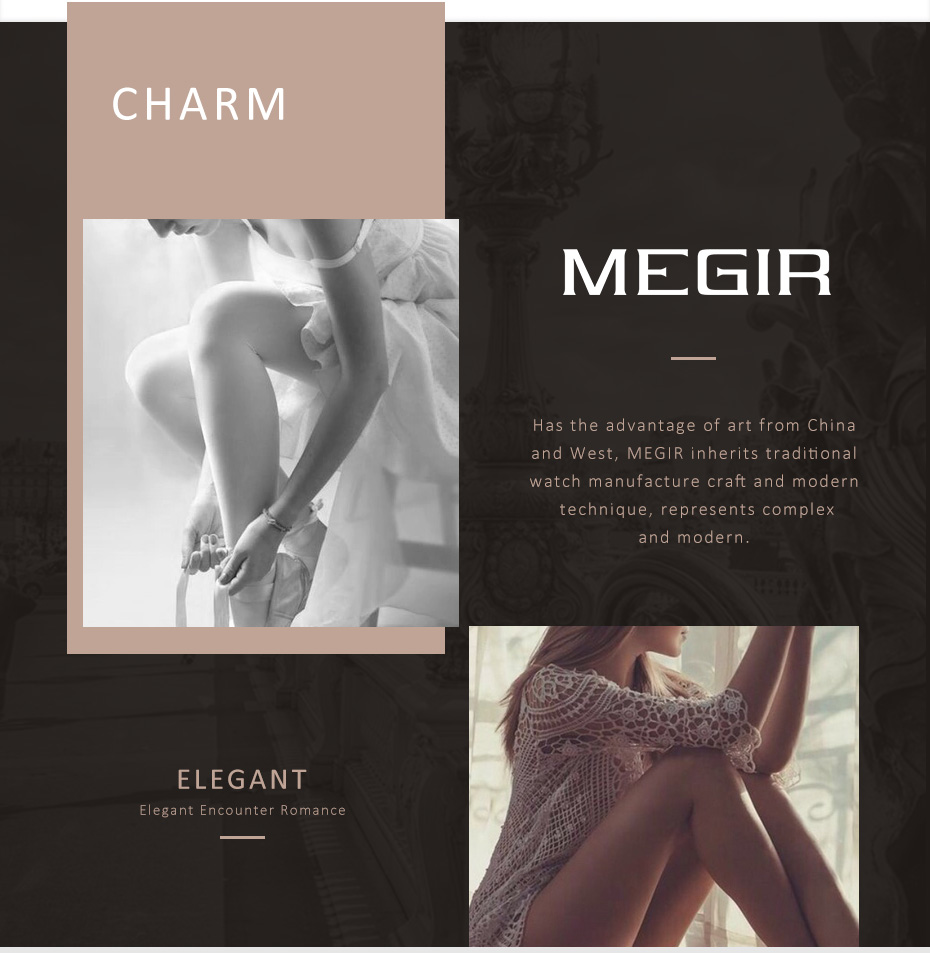 CHARM
MEGIR
Has the advantage of art from China
and West, MEGIR inherits traditional
watch manufacture craft and modern
technique, represents complex
and modern.
ELEGANT
Elegant Encounter Romance